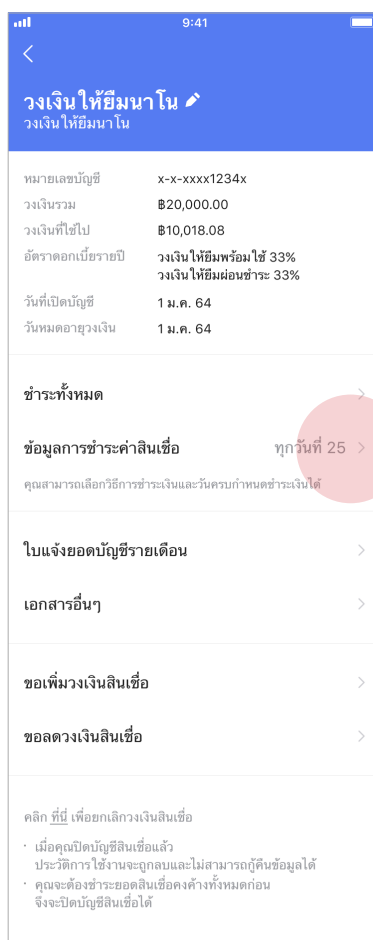 9:41
วงเงินให้ยืมนาโน
วงเงินให้ยืมนาโน
หมายเลขบัญชี x-x-xxxx1234x
วงเงินรวม ฿20,000.00
วงเงินที่ใช้ไป ฿10,018.08
อัตราดอกเบี้ยรายปี วงเงินให้ยืมพร้อมใช้ 33%
วงเงินให้ยืมผ่อนชำระ 33%
วันที่เปิดบัญชี 1 ม.ค. 64
วันหมดอายุวงเงิน 1 ม.ค. 64
ชำระทั้งหมด
ข้อมูลการชำระค่าสินเชื่อ ทุกวันที่ 25
คุณสามารถเลือกวิธีการชำระเงินและวันครบกำหนดชำระเงินได้
ใบแจ้งยอดบัญชีรายเดือน
เอกสารอื่นๆ
ขอเพิ่มวงเงินสินเชื่อ
ขอลดวงเงินสินเชื่อ
คลิก ที่นี่ เพื่อยกเลิกวงเงินสินเชื่อ
· เมื่อคุณปิดบัญชีสินเชื่อแล้ว
ประวัติการใช้งานจะถูกลบและไม่สามารถกู้คืนข้อมูลได้
· คุณจะต้องชำระยอดสินเชื่อคงค้างทั้งหมดก่อน
จึงจะปิดบัญชีสินเชื่อได้